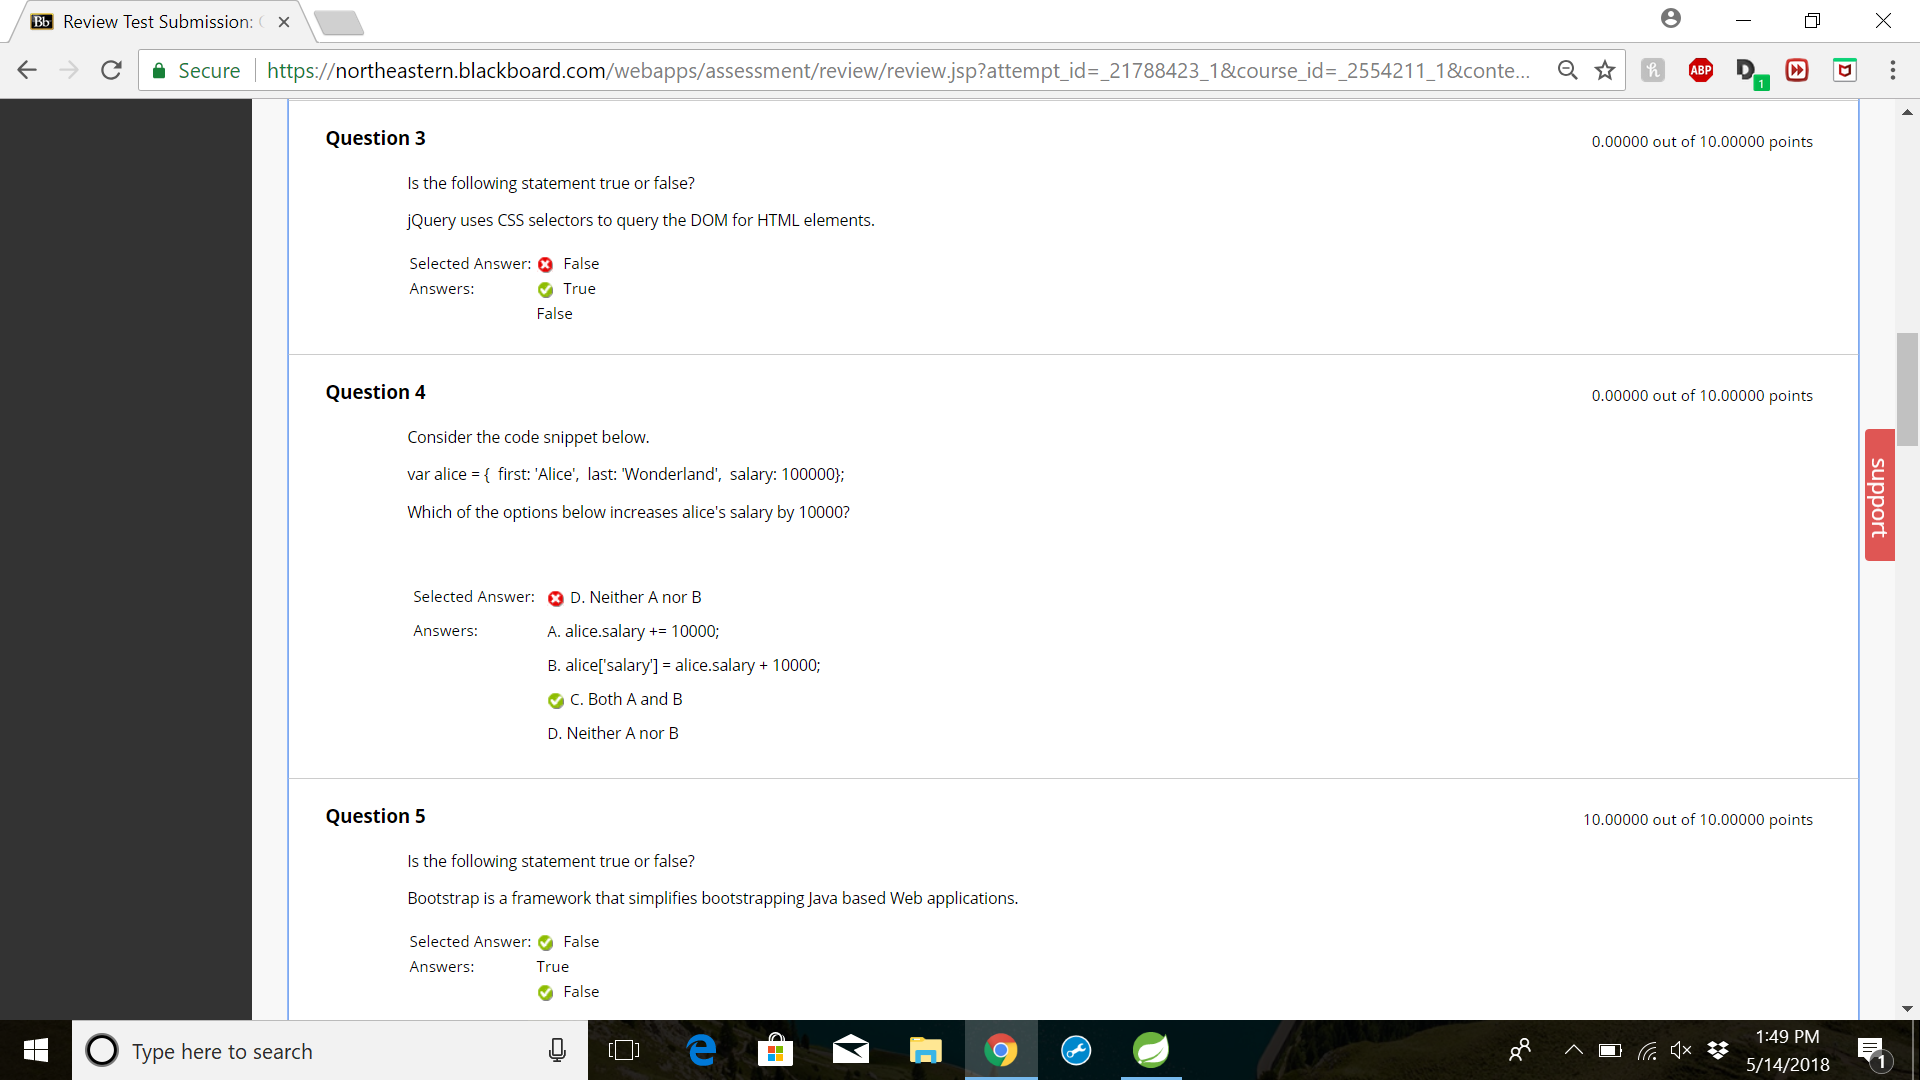 Bb Review Test Submission:
Secure https://northeastern.blackboard.com/webapps/assessment/review/review.jsp?attempt_id=_21788423_1&course_id=_2554211_1&conte...
h ABP D 1
Question 3
0.00000 out of 10.00000 points
Is the following statement true or false?
jQuery uses CSS selectors to query the DOM for HTML elements.
Selected Answer: False
Answers: True
False
Question 4
0.00000 out of 10.00000 points
Consider the code snippet below.
var alice = {  first: 'Alice',  last: 'Wonderland',  salary: 100000};
Which of the options below increases alice's salary by 10000?
Selected Answer: D. Neither A nor B
Answers: A. alice.salary += 10000;
B. alice['salary'] = alice.salary + 10000;
C. Both A and B
D. Neither A nor B
support
Question 5
10.00000 out of 10.00000 points
Is the following statement true or false?
Bootstrap is a framework that simplifies bootstrapping Java based Web applications.
Selected Answer: False
Answers: True
False
Type here to search
1:49 PM
5/14/2018
1